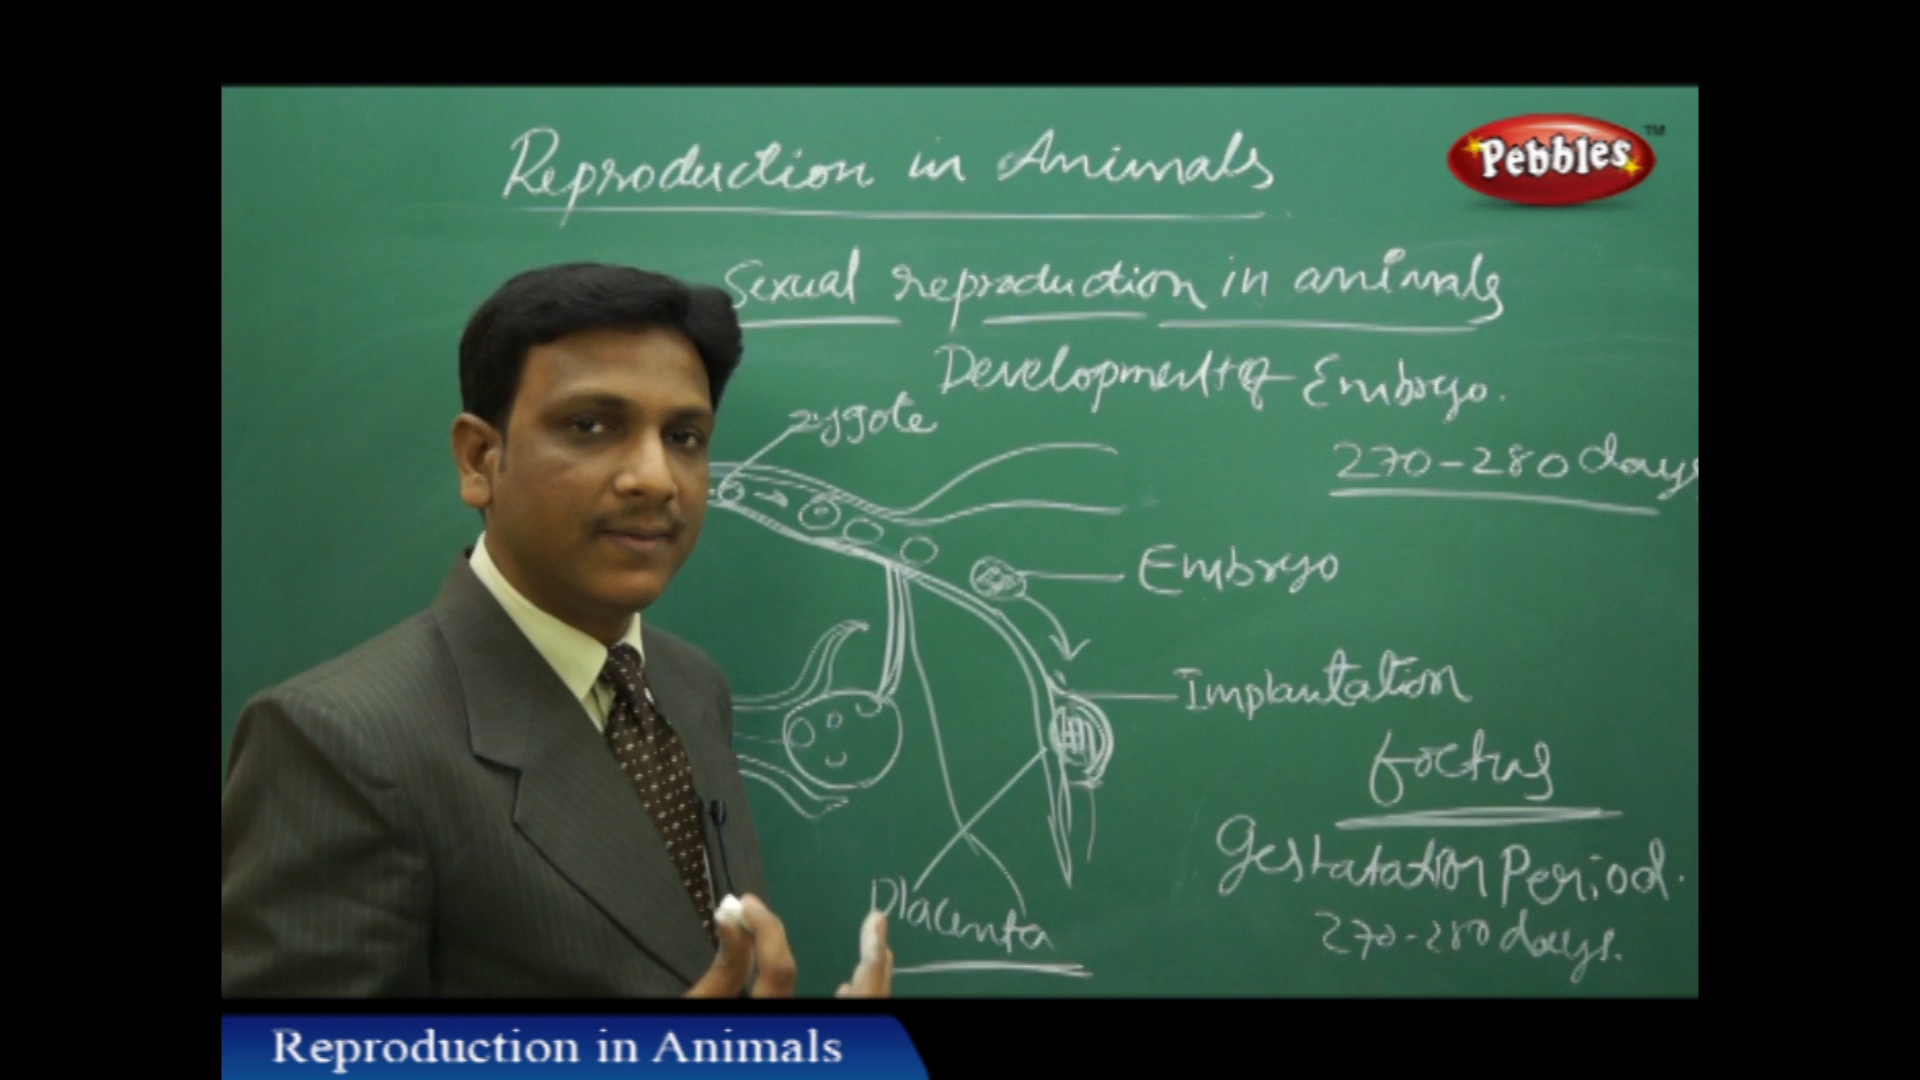 Reproduction in Animals
Pebbles TM
Sexual reproduction in animals
Development of Embryo.
zygote
270-280 days
Embryo
Implantation
foetus
Gestatation Period.
Placenta
270-280 days.
Reproduction in Animals